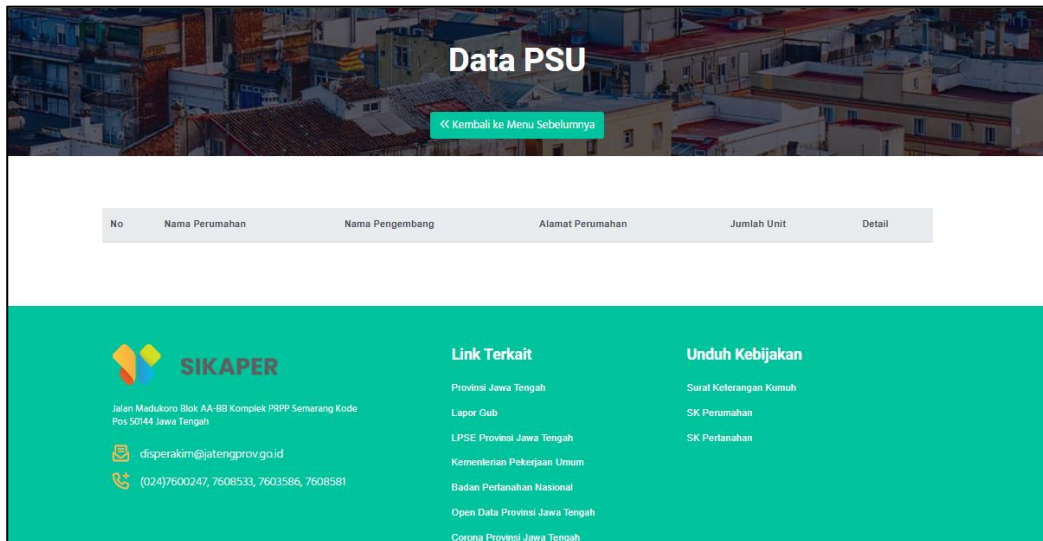 Data PSU
« Kembali ke Menu Sebelumnya
No Nama Perumahan Nama Pengembang Alamat Perumahan Jumlah Unit Detail
SIKAPER
Jalan Madukoro Blok AA-BB Komplek PRPP Semarang Kode
Pos 50144 Jawa Tengah
disperakim@jatengprov.go.id
(024)7600247, 7608533, 7603586, 7608581
Link Terkait
Provinsi Jawa Tengah
Lapor Gub
LPSE Provinsi Jawa Tengah
Kementerian Pekerjaan Umum
Badan Pertanahan Nasional
Open Data Provinsi Jawa Tengah
Corona Provinsi Jawa Tengah
Unduh Kebijakan
Surat Keterangan Kumuh
SK Perumahan
SK Pertanahan